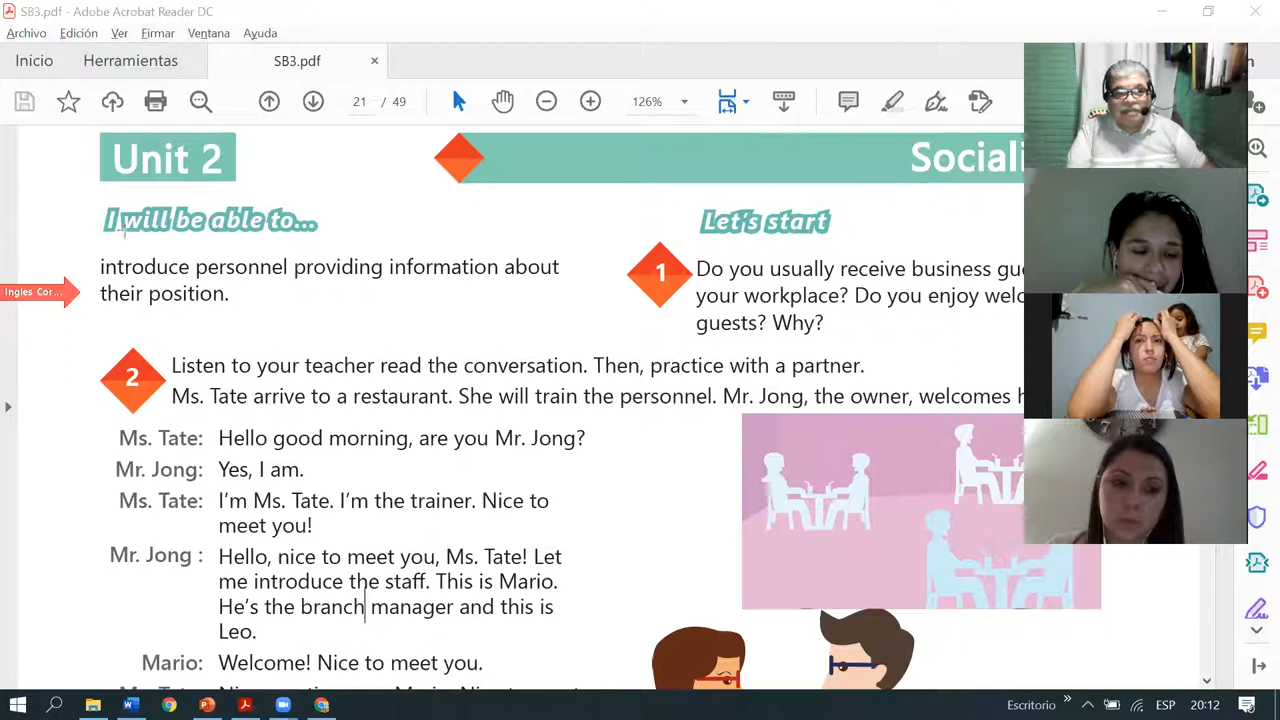 SB3.pdf - Adobe Acrobat Reader DC
Archivo Edición Ver Firmar Ventana Ayuda
Inicio Herramientas SB3.pdf
21 / 49 126%
Unit 2
Sociali
I will be able to...
introduce personnel providing information about
their position.
Ingles Cor...
Let's start
1
Do you usually receive business gue
your workplace? Do you enjoy welc
guests? Why?
2
Listen to your teacher read the conversation. Then, practice with a partner.
Ms. Tate arrive to a restaurant. She will train the personnel. Mr. Jong, the owner, welcomes h
Ms. Tate: Hello good morning, are you Mr. Jong?
Mr. Jong: Yes, I am.
Ms. Tate: I'm Ms. Tate. I'm the trainer. Nice to
meet you!
Mr. Jong : Hello, nice to meet you, Ms. Tate! Let
me introduce the staff. This is Mario.
He's the branch manager and this is
Leo.
Mario: Welcome! Nice to meet you.
Escritorio ESP 20:12